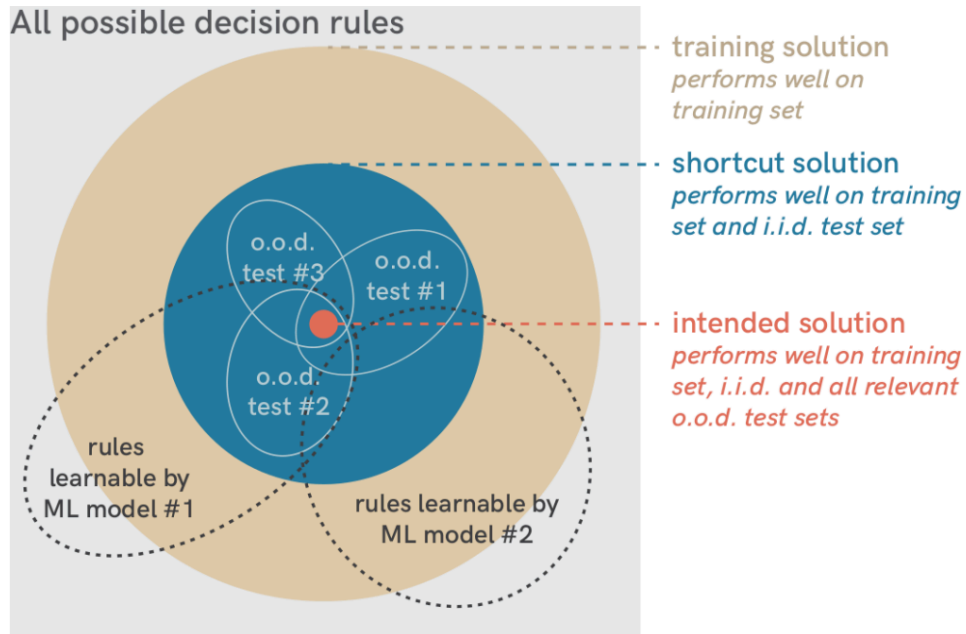 All possible decision rules
training solution
performs well on
training set
shortcut solution
performs well on training
set and i.i.d. test set
o.o.d.
test #3
o.o.d.
test #1
intended solution
performs well on training
set, i.i.d. and all relevant
o.o.d. test sets
o.o.d.
test #2
rules
learnable by
ML model #1
rules learnable by
ML model #2